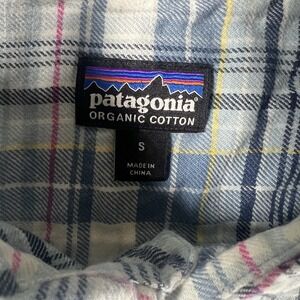 patagonia
ORGANIC COTTON
S
MADE IN
CHINA